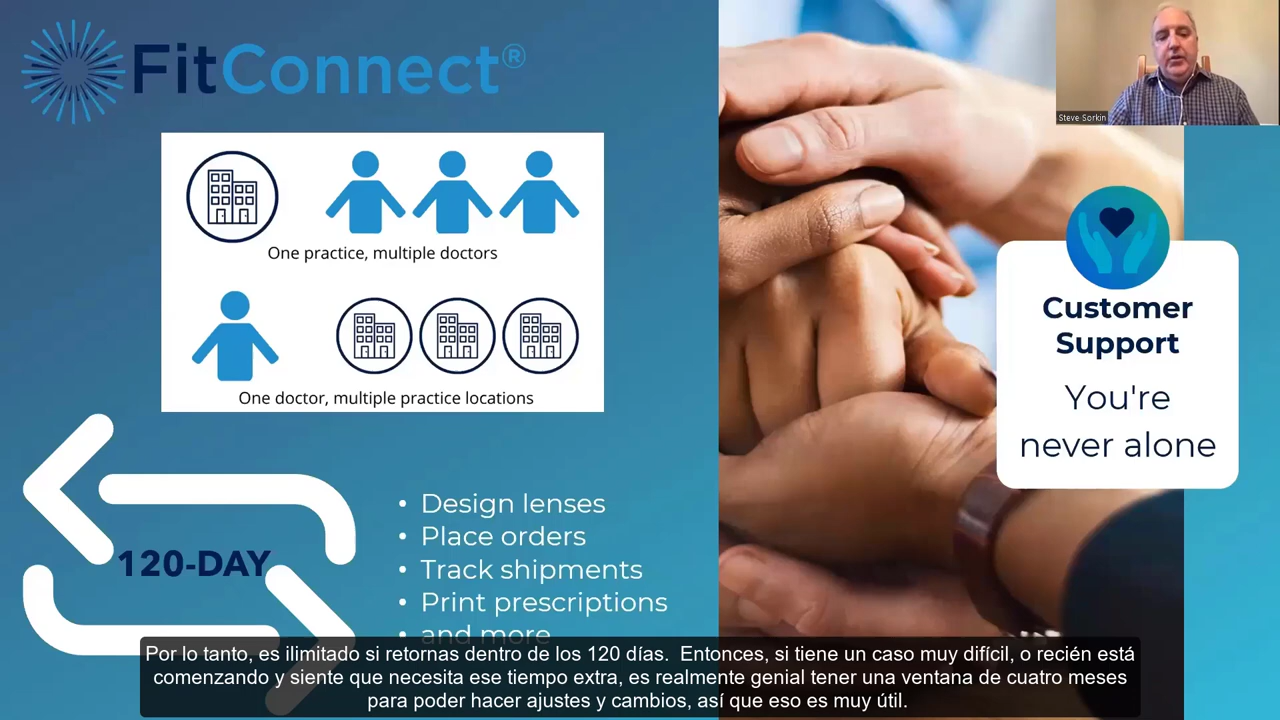 FitConnect®
Steve Sorkin
One practice, multiple doctors
One doctor, multiple practice locations
Customer
Support
You're
never alone
120-DAY
• Design lenses
• Place orders
• Track shipments
• Print prescriptions
• and more
Por lo tanto, es ilimitado si retornas dentro de los 120 días. Entonces, si tiene un caso muy difícil, o recién está
comenzando y siente que necesita ese tiempo extra, es realmente genial tener una ventana de cuatro meses
para poder hacer ajustes y cambios, así que eso es muy útil.